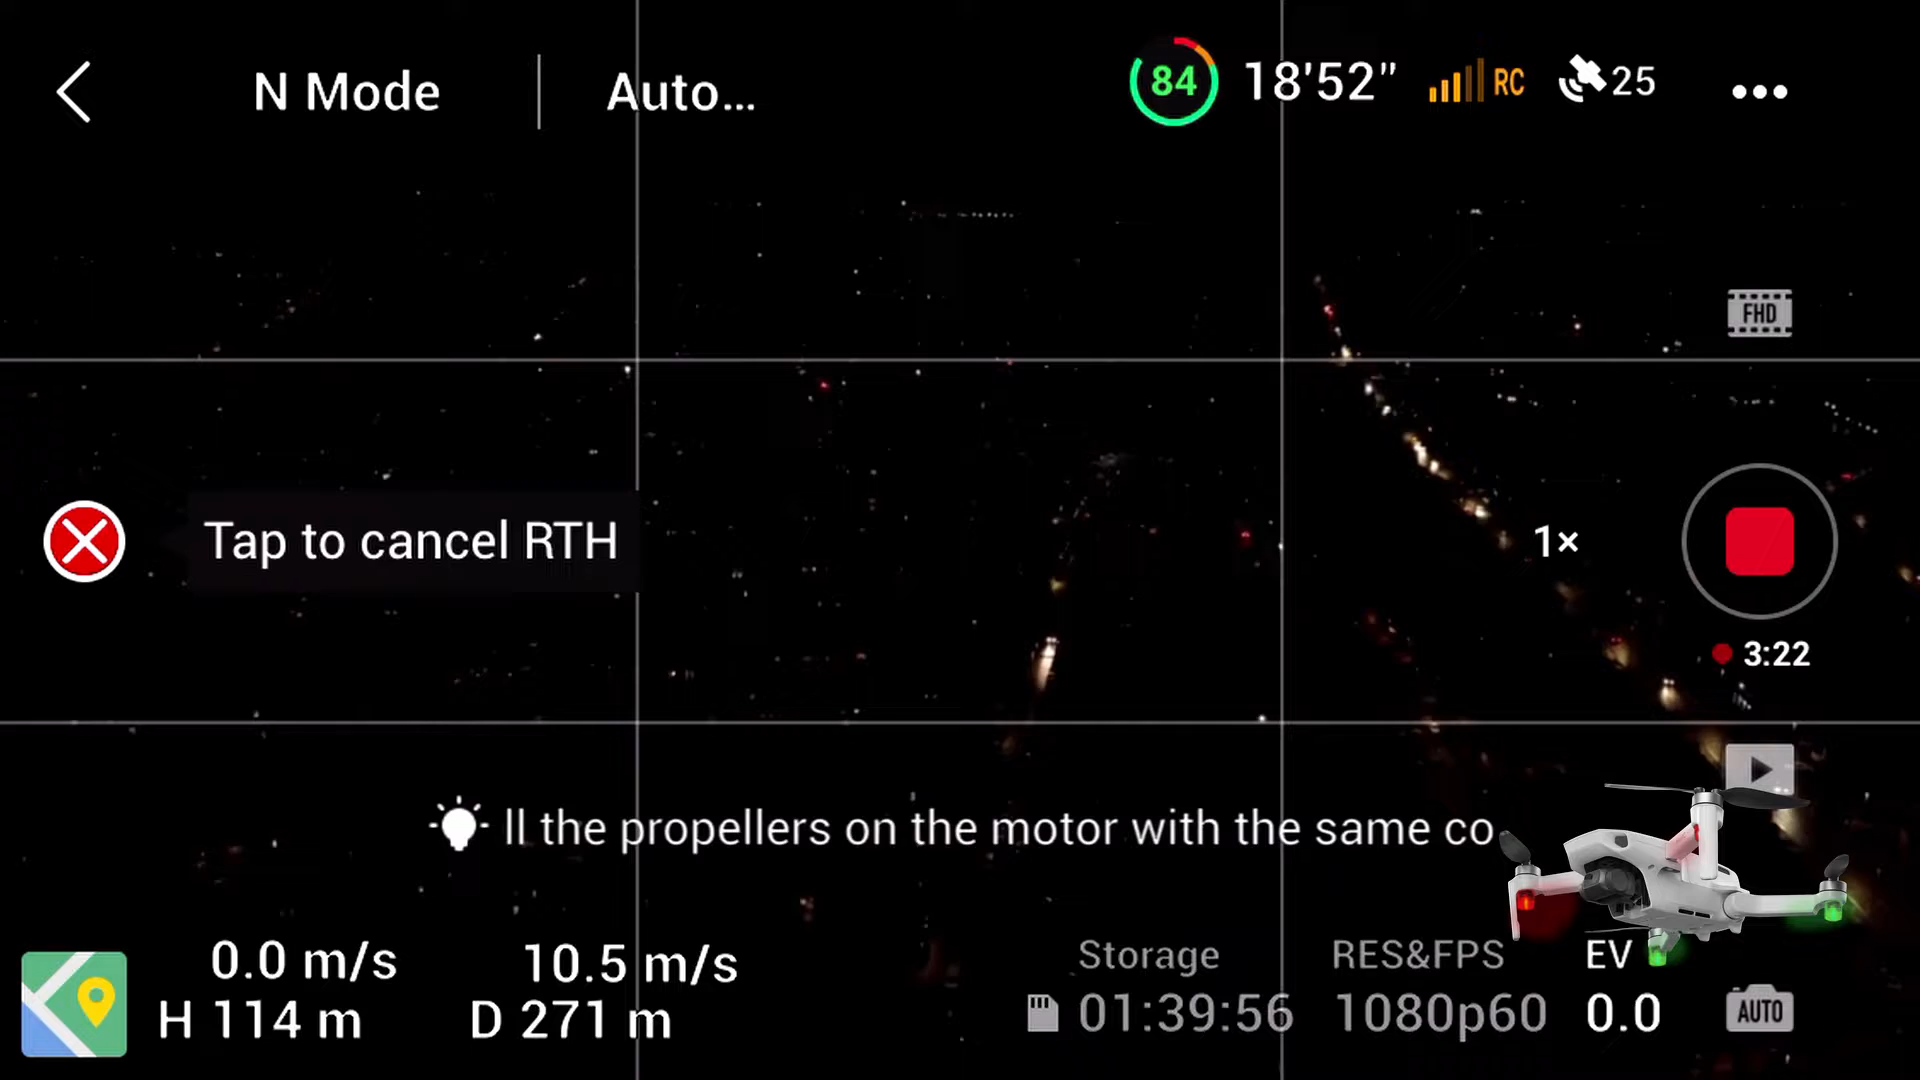 N Mode
Auto...
84
18'52"
RC
25
FHD
Tap to cancel RTH
1×
3:22
ll the propellers on the motor with the same co
0.0 m/s
10.5 m/s
H 114 m
D 271 m
Storage
RES&FPS
EV
01:39:56
1080p60
0.0
AUTO